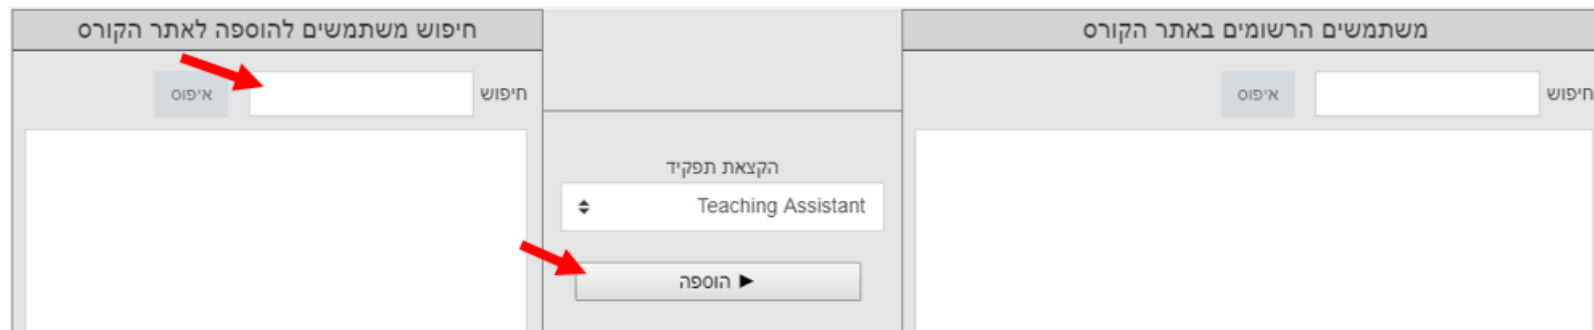 משתמשים הרשומים באתר הקורס
חיפוש משתמשים להוספה לאתר הקורס
חיפוש
איפוס
חיפוש
איפוס
הקצאת תפקיד
Teaching Assistant
הוספה ►